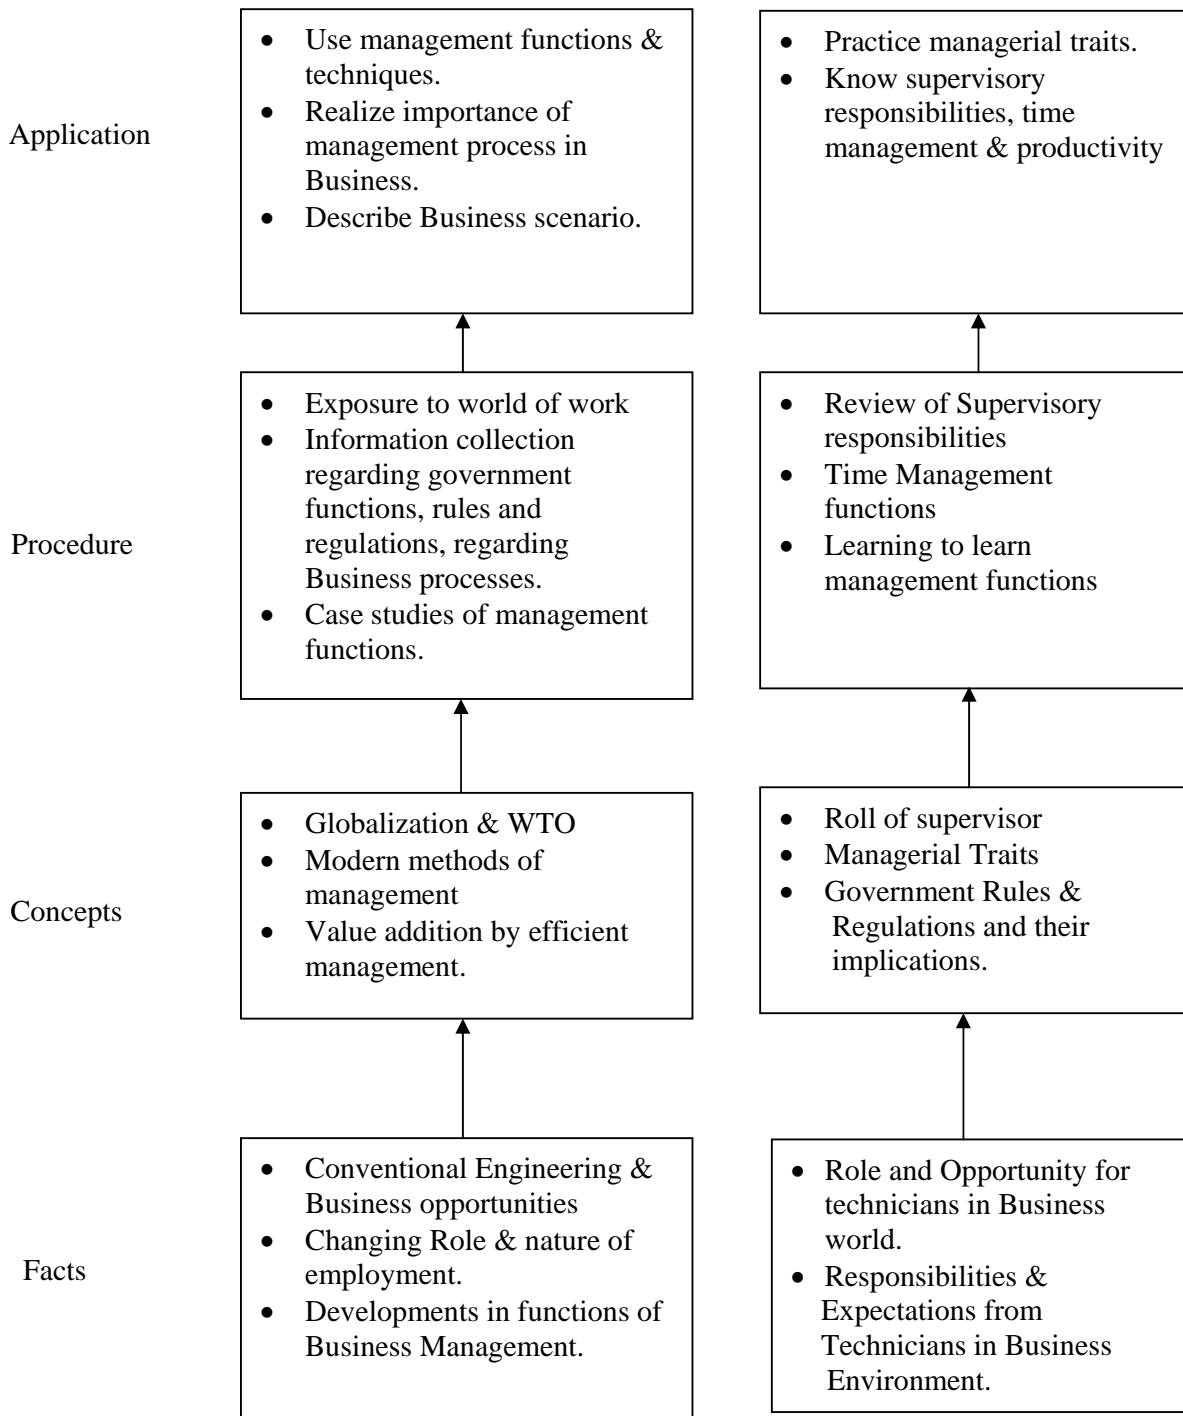 Application
• Use management functions &
techniques.
• Realize importance of
management process in
Business.
• Describe Business scenario.
• Practice managerial traits.
• Know supervisory
responsibilities, time
management & productivity
Procedure
• Exposure to world of work
• Information collection
regarding government
functions, rules and
regulations, regarding
Business processes.
• Case studies of management
functions.
• Review of Supervisory
responsibilities
• Time Management
functions
• Learning to learn
management functions
Concepts
• Globalization & WTO
• Modern methods of
management
• Value addition by efficient
management.
• Roll of supervisor
• Managerial Traits
• Government Rules &
Regulations and their
implications.
Facts
• Conventional Engineering &
Business opportunities
• Changing Role & nature of
employment.
• Developments in functions of
Business Management.
• Role and Opportunity for
technicians in Business
world.
• Responsibilities &
Expectations from
Technicians in Business
Environment.